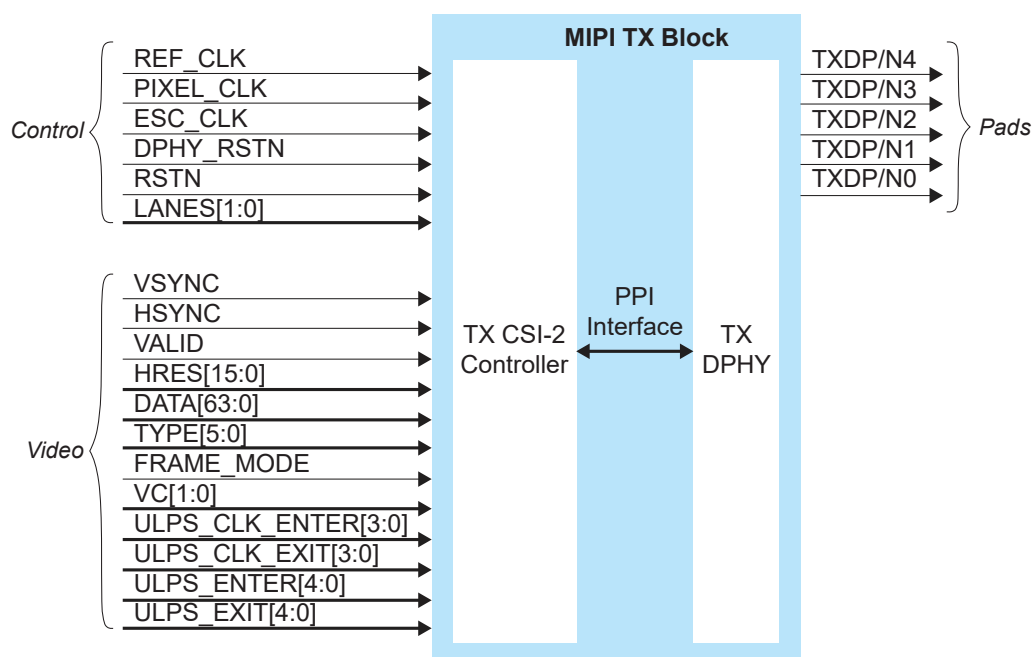 MIPI TX Block
Control
REF_CLK
PIXEL_CLK
ESC_CLK
DPHY_RSTN
RSTN
LANES[1:0]
Video
VSYNC
HSYNC
VALID
HRES[15:0]
DATA[63:0]
TYPE[5:0]
FRAME_MODE
VC[1:0]
ULPS_CLK_ENTER[3:0]
ULPS_CLK_EXIT[3:0]
ULPS_ENTER[4:0]
ULPS_EXIT[4:0]
TX CSI-2
Controller
PPI
Interface
TX
DPHY
TXDP/N4
TXDP/N3
TXDP/N2
TXDP/N1
TXDP/N0
Pads